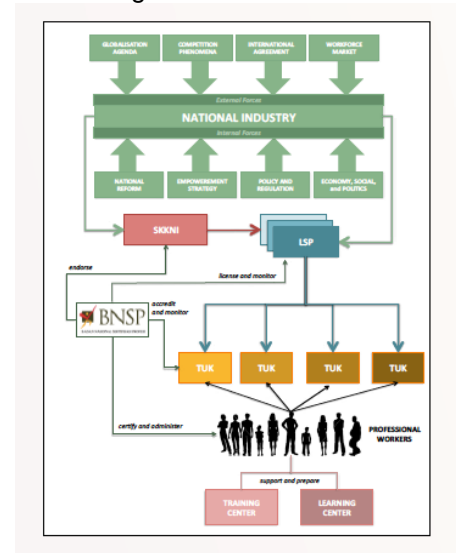 GLOBALISATION
AGENDA
COMPETITION
PHENOMENA
INTERNATIONAL
AGREEMENT
WORKFORCE
MARKET
External Forces
NATIONAL INDUSTRY
Internal Forces
NATIONAL
REFORM
EMPOWEREMENT
STRATEGY
POLICY AND
REGULATION
ECONOMY, SOCIAL,
and POLITICS
SKKNI
LSP
endorse
license and monitor
BNSP
accredit
and monitor
TUK
TUK
TUK
TUK
certify and administer
PROFESSIONAL
WORKERS
support and prepare
TRAINING
CENTER
LEARNING
CENTER